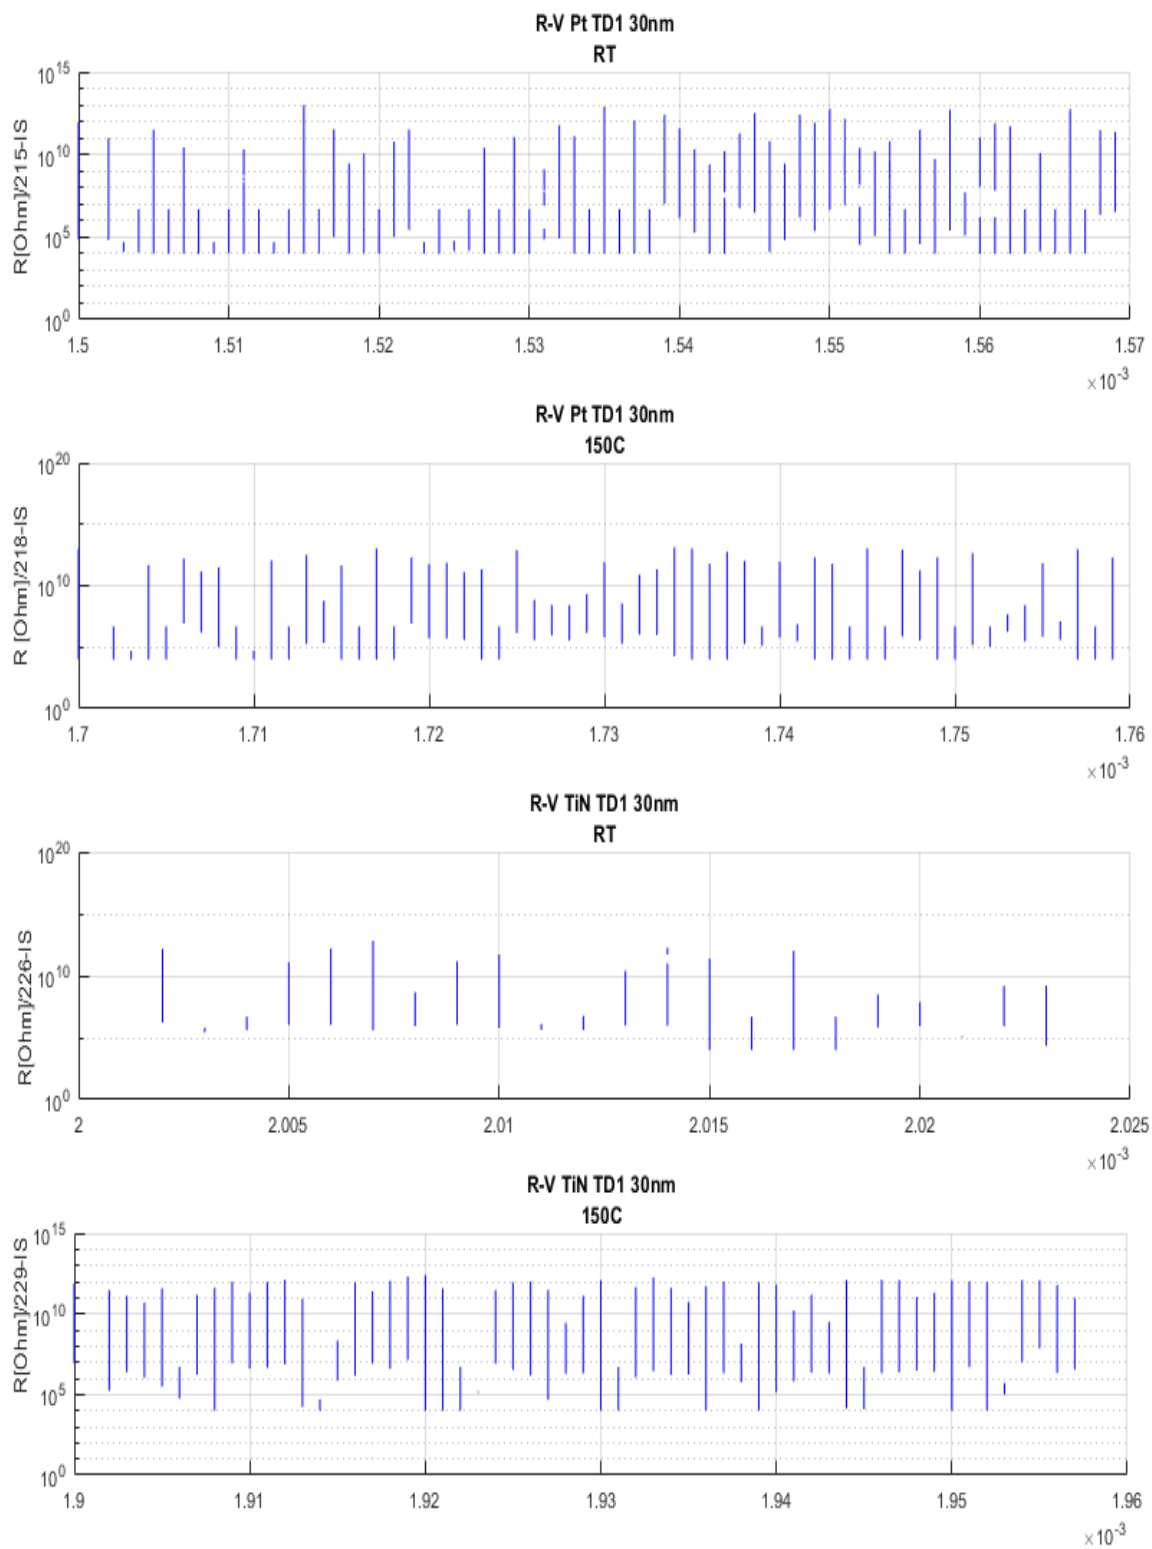 R-V Pt TD1 30nm
RT
R[Ohm]/215-IS
10^15
10^10
10^5
10^0
1.5 1.51 1.52 1.53 1.54 1.55 1.56 1.57
×10^-3
R-V Pt TD1 30nm
150C
R [Ohm]/218-IS
10^20
10^10
10^0
1.7 1.71 1.72 1.73 1.74 1.75 1.76
×10^-3
R-V TiN TD1 30nm
RT
R[Ohm]/226-IS
10^20
10^10
10^0
2 2.005 2.01 2.015 2.02 2.025
×10^-3
R-V TiN TD1 30nm
150C
R[Ohm]/229-IS
10^15
10^10
10^5
10^0
1.9 1.91 1.92 1.93 1.94 1.95 1.96
×10^-3